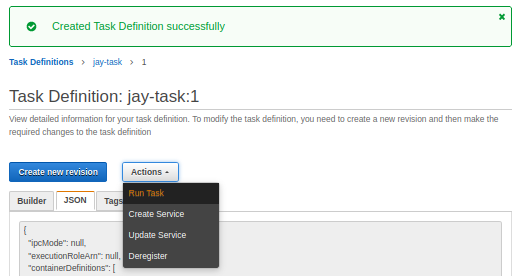 Created Task Definition successfully
Task Definitions > jay-task > 1
Task Definition: jay-task:1
View detailed information for your task definition. To modify the task definition, you need to create a new revision and then make the
required changes to the task definition
Create new revision Actions
Builder JSON Tags
Run Task
Create Service
Update Service
Deregister
{
"ipcMode": null,
"executionRoleArn": null,
"containerDefinitions": [